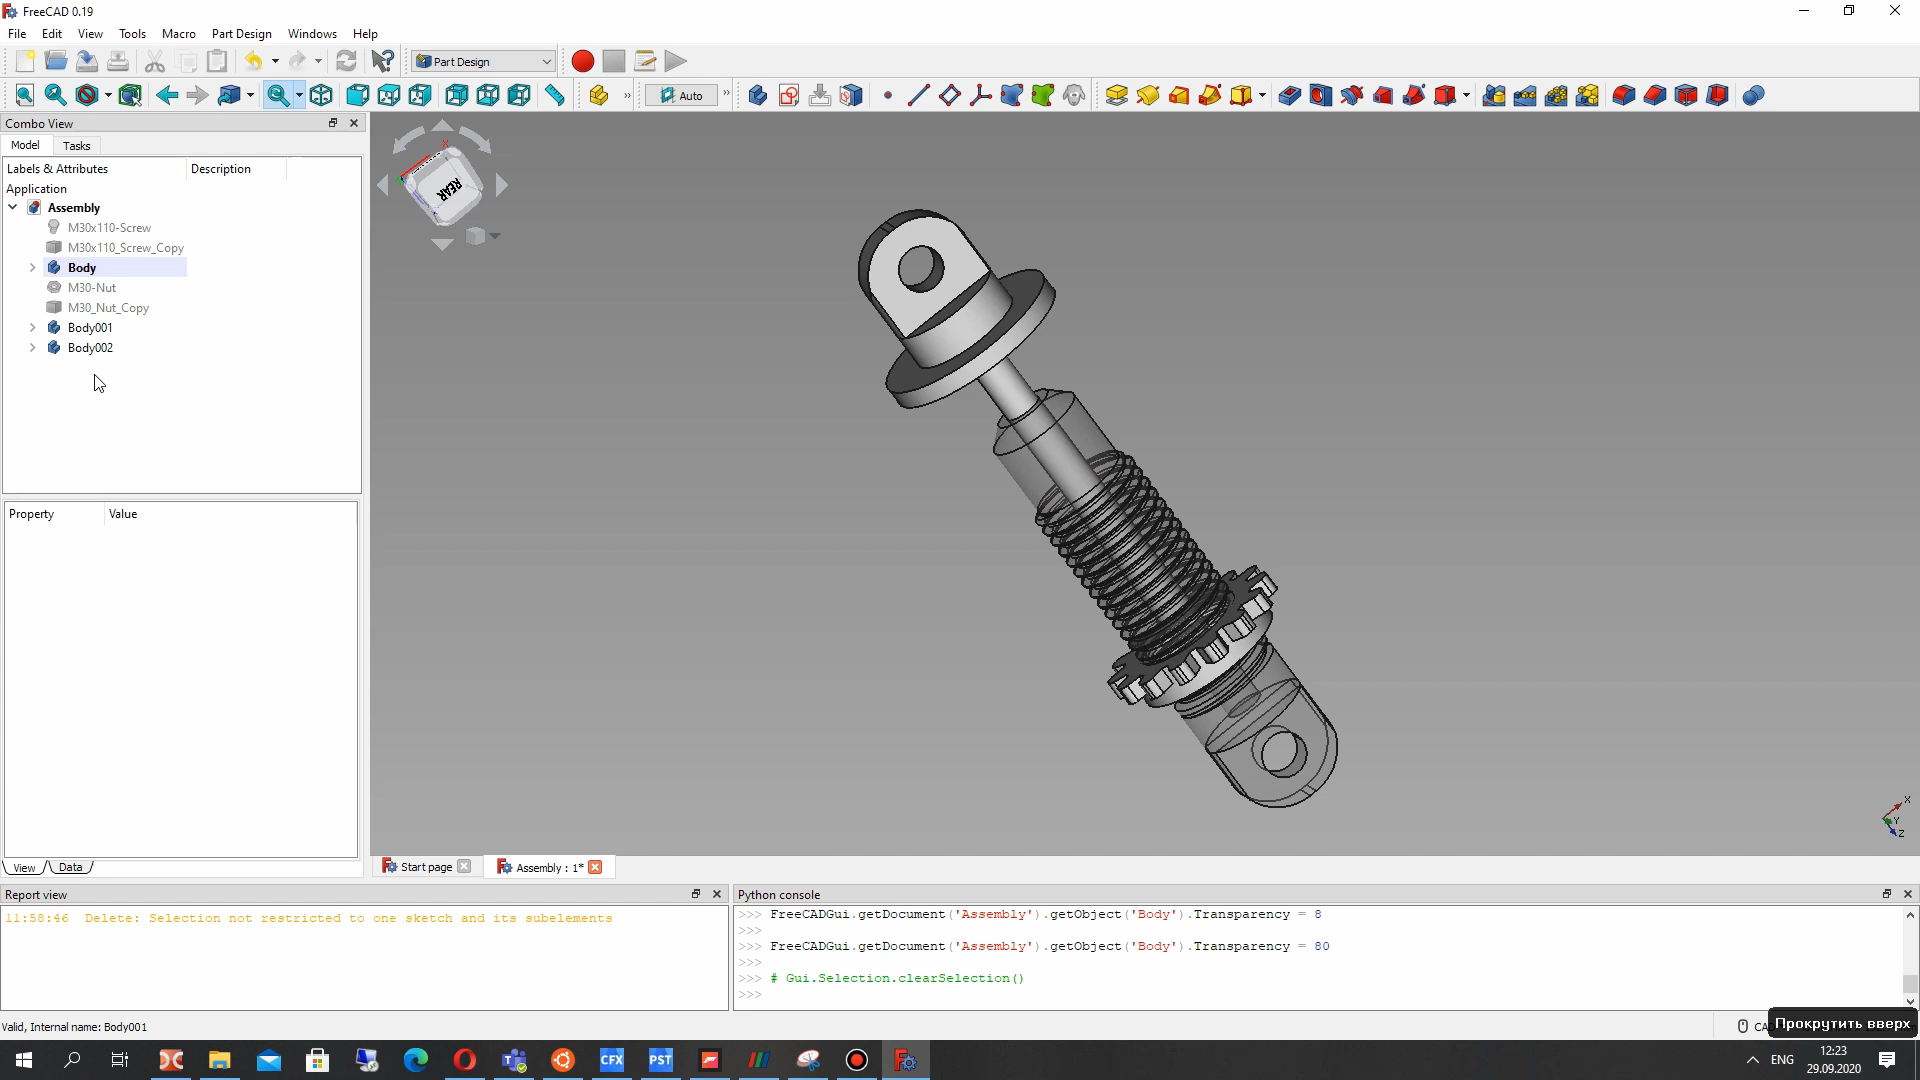 FreeCAD 0.19
File Edit View Tools Macro Part Design Windows Help
Part Design
Auto
Combo View
Model Tasks
Labels & Attributes Description
Application
Assembly
M30x110-Screw
M30x110_Screw_Copy
Body
M30-Nut
M30_Nut_Copy
Body001
Body002
Property Value
View Data
X
REAR
X
Y
Z
Start page
Assembly : 1*
Report view
11:58:46 Delete: Selection not restricted to one sketch and its subelements
Python console
>>> FreeCADGui.getDocument('Assembly').getObject('Body').Transparency = 8
>>>
>>> FreeCADGui.getDocument('Assembly').getObject('Body').Transparency = 80
>>>
>>> # Gui.Selection.clearSelection()
>>>
Valid, Internal name: Body001
Прокрутить вверх
CFX PST
ENG
12:23
29.09.2020